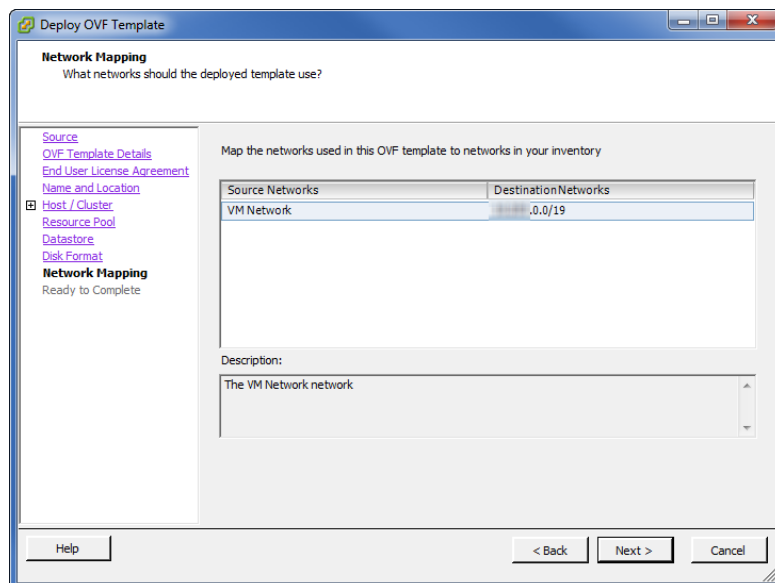 Deploy OVF Template
Network Mapping
What networks should the deployed template use?
Source
OVF Template Details
End User License Agreement
Name and Location
Host / Cluster
Resource Pool
Datastore
Disk Format
Network Mapping
Ready to Complete
Map the networks used in this OVF template to networks in your inventory
Source Networks DestinationNetworks
VM Network .0.0/19
Description:
The VM Network network
Help < Back Next > Cancel